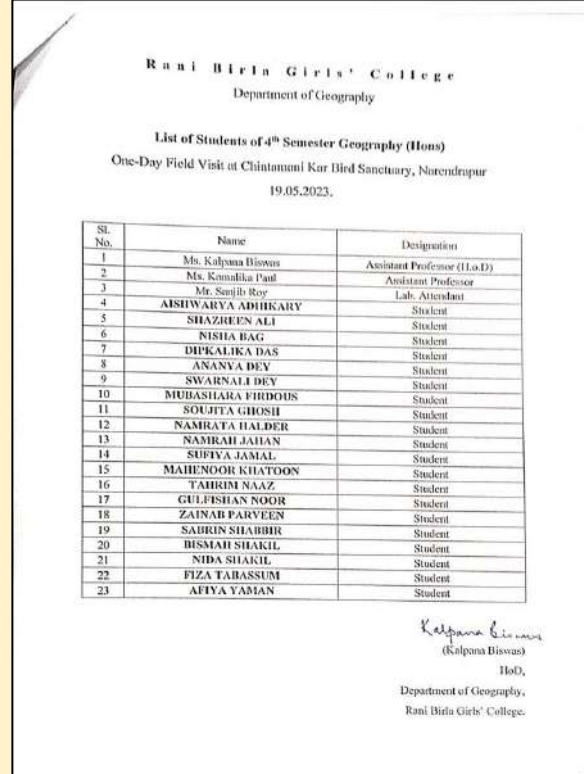 Rani Birla Girls' College
Department of Geography
List of Students of 4th Semester Geography (Hons)
One-Day Field Visit at Chintamani Kar Bird Sanctuary, Narendrapur
19.05.2023.
Sl. No. Name Designation
1 Ms. Kalpana Biswas Assistant Professor (H.o.D)
2 Ms. Kamalika Paul Assistant Professor
3 Mr. Sanjib Roy Lab. Attendant
4 AISHWARYA ADHIKARY Student
5 SHAZREEN ALI Student
6 NISHA BAG Student
7 DIPKALIKA DAS Student
8 ANANYA DEY Student
9 SWARNALI DEY Student
10 MUBASHARA FIRDOUS Student
11 SOUJITA GHOSH Student
12 NAMRATA HALDER Student
13 NAMRAH JAHAN Student
14 SUFIYA JAMAL Student
15 MAHENOOR KHATOON Student
16 TAHRIM NAAZ Student
17 GULFISHAN NOOR Student
18 ZAINAB PARVEEN Student
19 SABRIN SHABBIR Student
20 BISMAH SHAKIL Student
21 NIDA SHAKIL Student
22 FIZA TABASSUM Student
23 AFIYA YAMAN Student
Kalpana Biswas
(Kalpana Biswas)
HoD,
Department of Geography,
Rani Birla Girls' College.